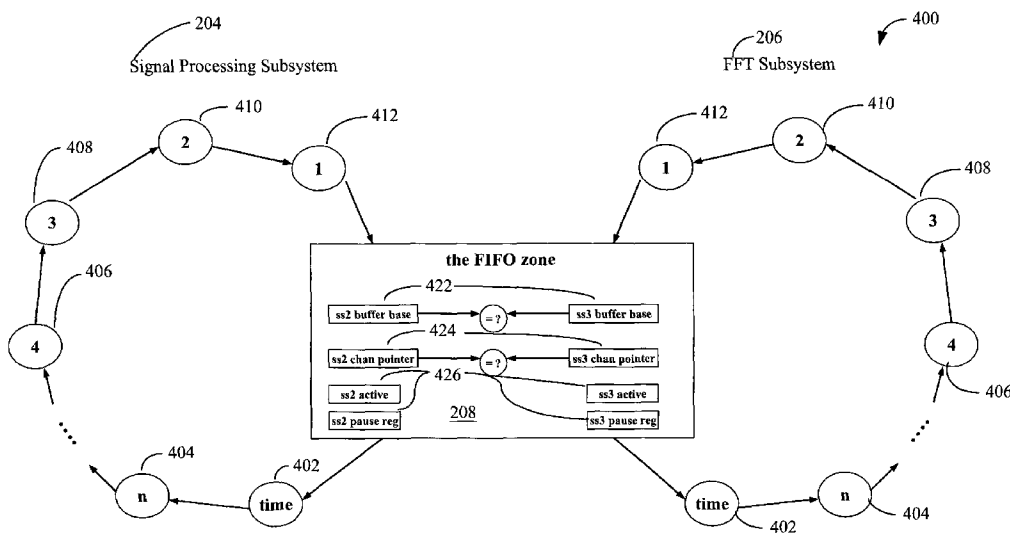 204
206
400
Signal Processing Subsystem
FFT Subsystem
410
412
412
410
408
408
2
1
1
2
3
3
406
4
4
406
the FIFO zone
422
ss2 buffer base
= ?
ss3 buffer base
424
ss2 chan pointer
= ?
ss3 chan pointer
426
ss2 active
ss3 active
ss2 pause reg
208
ss3 pause reg
....
....
404
402
n
time
time
n
402
404